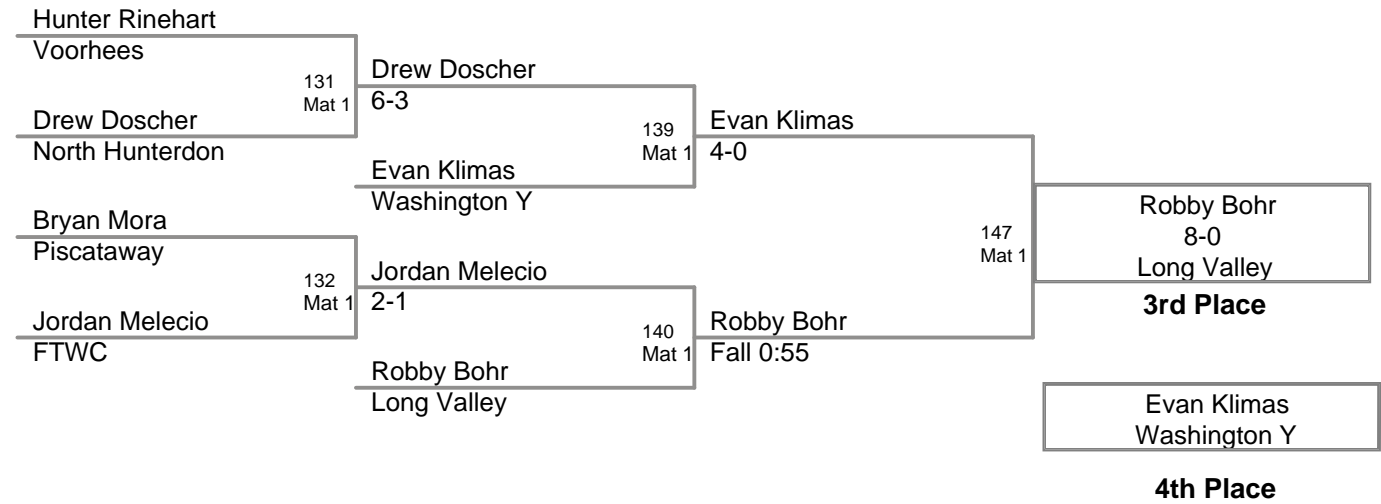 Hunter Rinehart
Voorhees
131
Mat 1
Drew Doscher
6-3
Drew Doscher
North Hunterdon
139
Mat 1
Evan Klimas
4-0
Evan Klimas
Washington Y
Bryan Mora
Piscataway
132
Mat 1
Jordan Melecio
2-1
Jordan Melecio
FTWC
140
Mat 1
Robby Bohr
Fall 0:55
Robby Bohr
Long Valley
147
Mat 1
Robby Bohr
8-0
Long Valley
3rd Place
Evan Klimas
Washington Y
4th Place